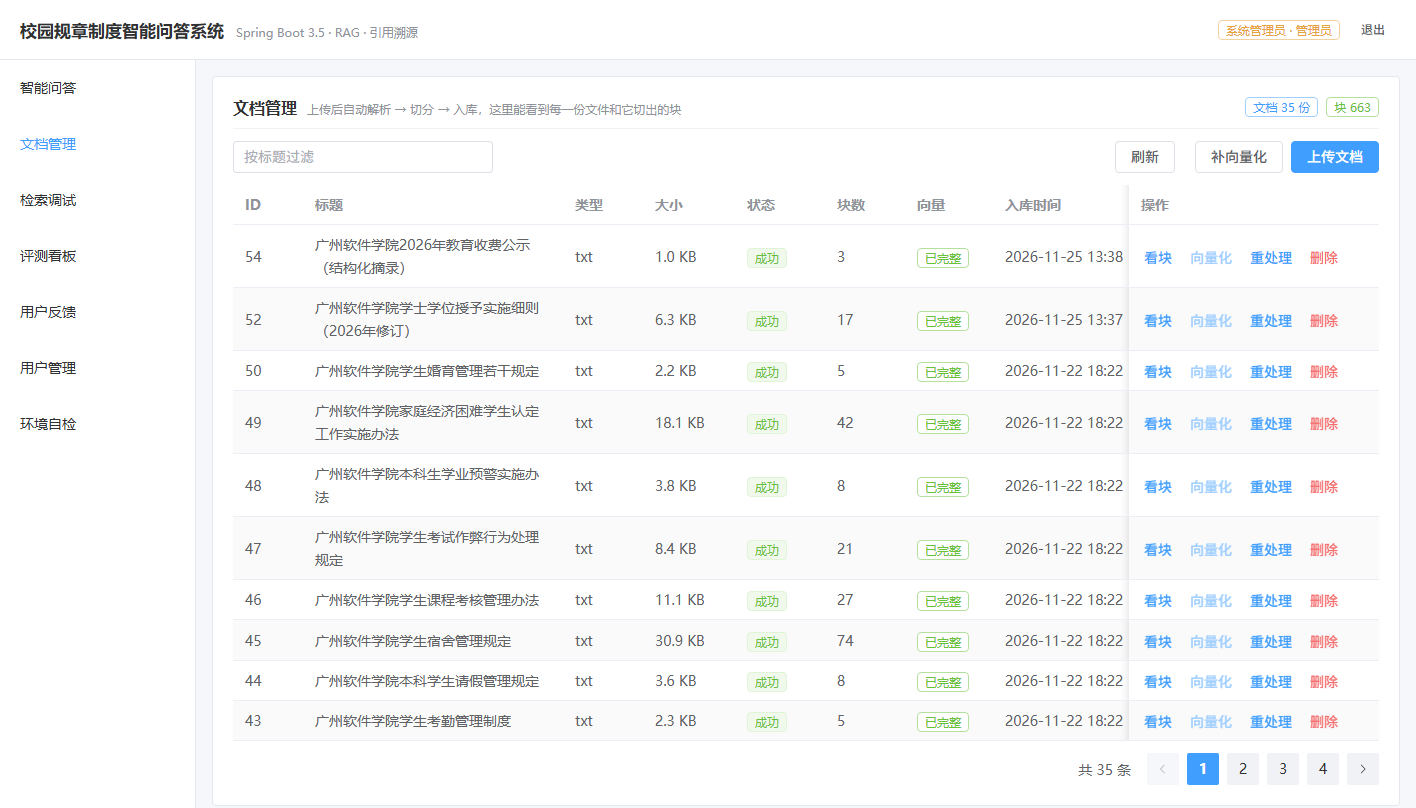 校园规章制度智能问答系统 Spring Boot 3.5 · RAG · 引用溯源
系统管理员 · 管理员 退出
智能问答
文档管理
检索调试
评测看板
用户反馈
用户管理
环境自检
文档管理 上传后自动解析 → 切分 → 入库，这里能看到每一份文件和它切出的块
文档 35 份 块 663
按标题过滤 刷新 补向量化 上传文档
ID 标题 类型 大小 状态 块数 向量 入库时间 操作
54 广州软件学院2026年教育收费公示
（结构化摘录） txt 1.0 KB 成功 3 已完整 2026-11-25 13:38 看块 向量化 重处理 删除
52 广州软件学院学士学位授予实施细则
（2026年修订） txt 6.3 KB 成功 17 已完整 2026-11-25 13:37 看块 向量化 重处理 删除
50 广州软件学院学生婚育管理若干规定 txt 2.2 KB 成功 5 已完整 2026-11-22 18:22 看块 向量化 重处理 删除
49 广州软件学院家庭经济困难学生认定
工作实施办法 txt 18.1 KB 成功 42 已完整 2026-11-22 18:22 看块 向量化 重处理 删除
48 广州软件学院本科生学业预警实施办
法 txt 3.8 KB 成功 8 已完整 2026-11-22 18:22 看块 向量化 重处理 删除
47 广州软件学院学生考试作弊行为处理
规定 txt 8.4 KB 成功 21 已完整 2026-11-22 18:22 看块 向量化 重处理 删除
46 广州软件学院学生课程考核管理办法 txt 11.1 KB 成功 27 已完整 2026-11-22 18:22 看块 向量化 重处理 删除
45 广州软件学院学生宿舍管理规定 txt 30.9 KB 成功 74 已完整 2026-11-22 18:22 看块 向量化 重处理 删除
44 广州软件学院本科学生请假管理规定 txt 3.6 KB 成功 8 已完整 2026-11-22 18:22 看块 向量化 重处理 删除
43 广州软件学院学生考勤管理制度 txt 2.3 KB 成功 5 已完整 2026-11-22 18:22 看块 向量化 重处理 删除
共 35 条 1 2 3 4